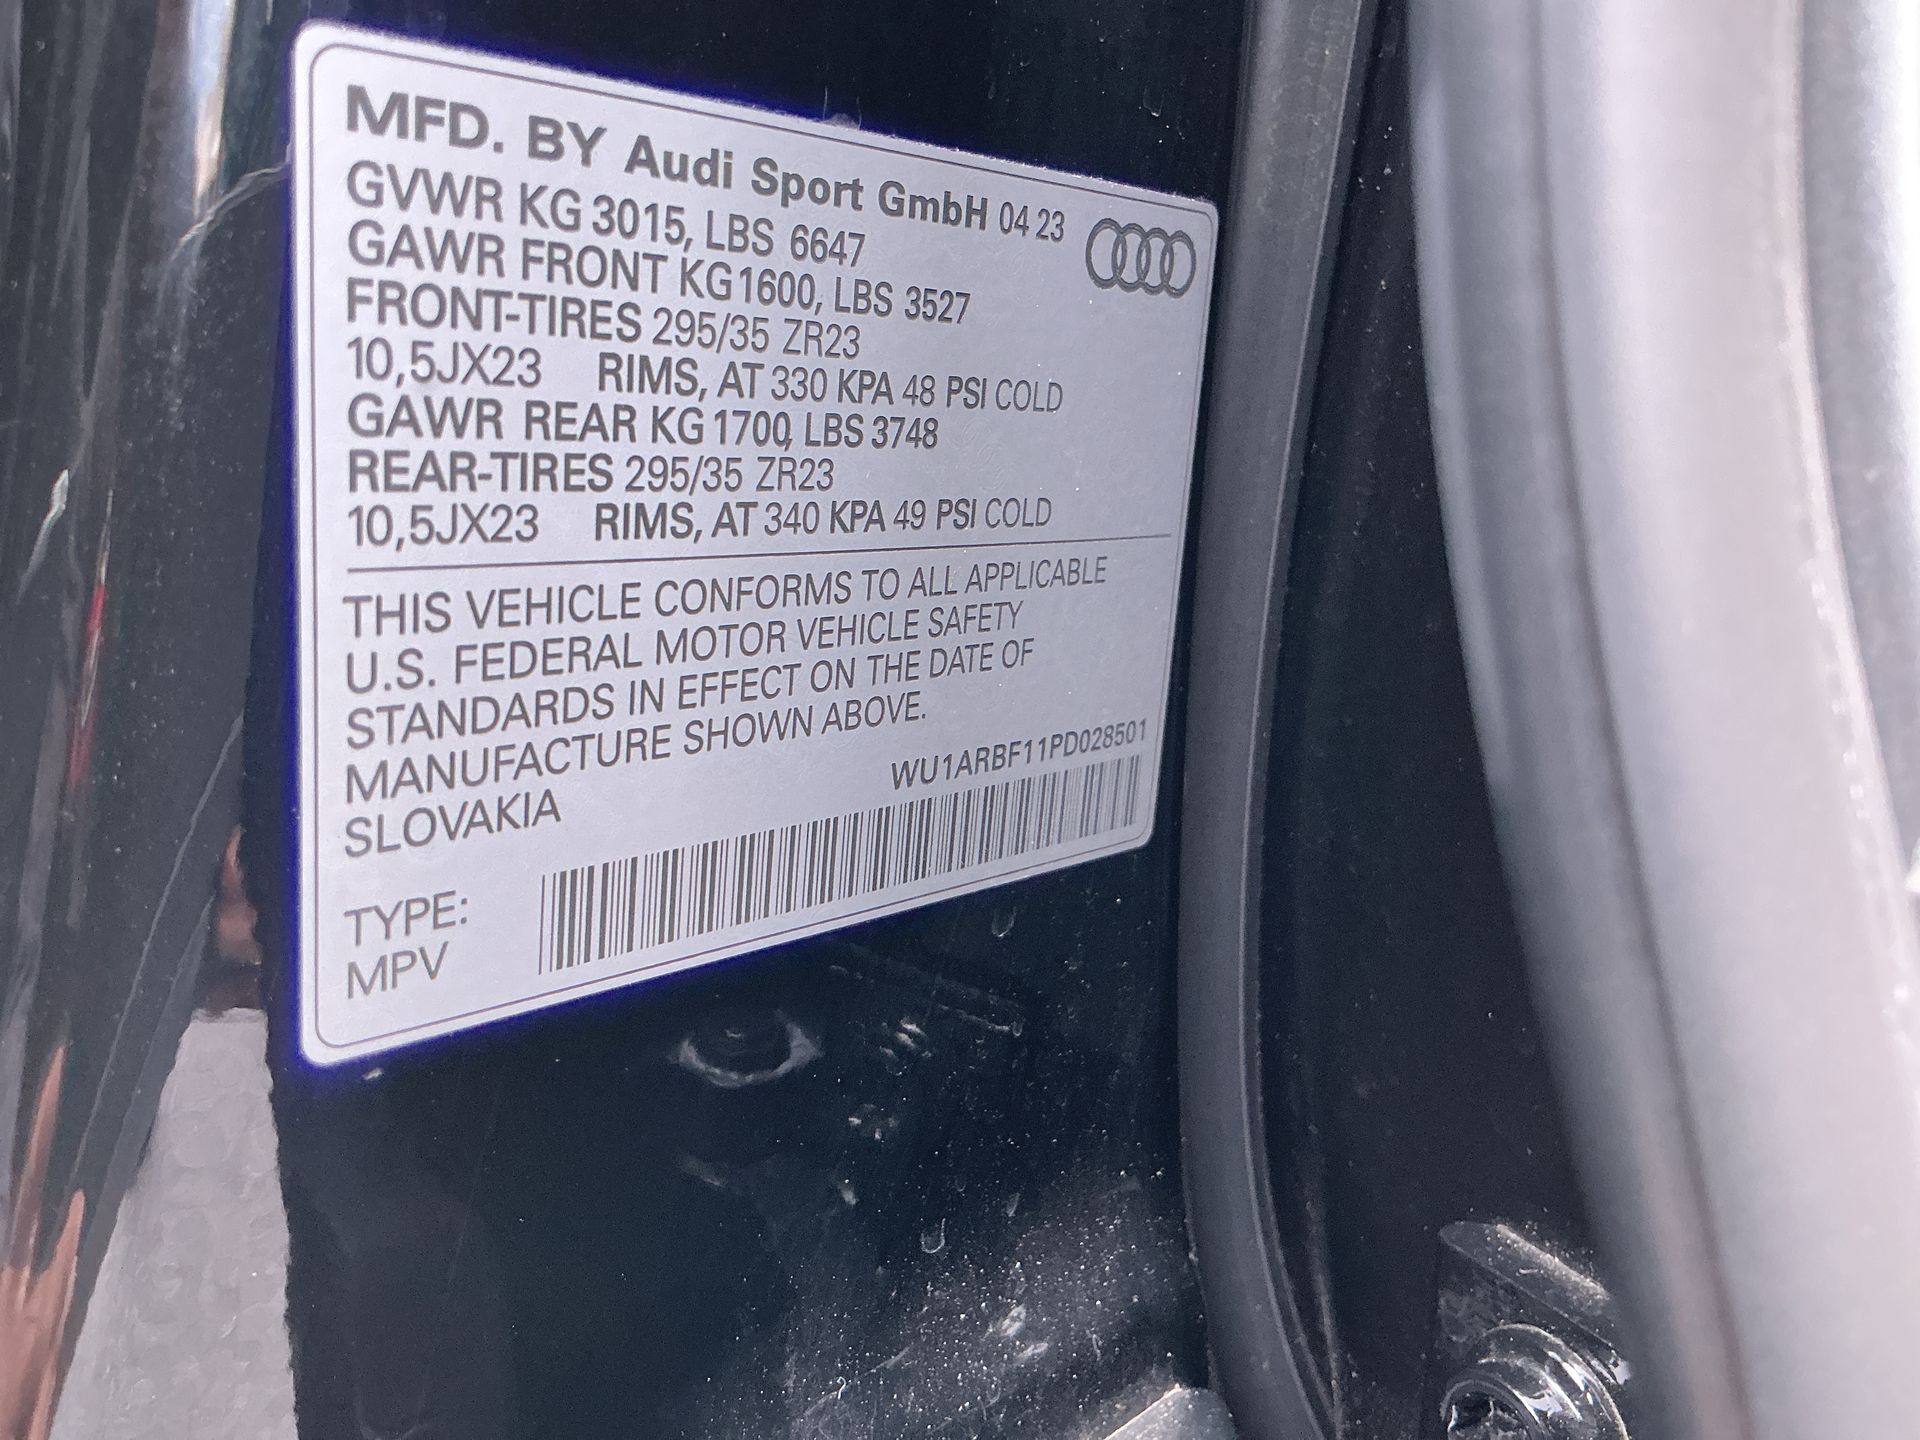 MFD. BY Audi Sport GmbH 04 23
GVWR KG 3015, LBS 6647
GAWR FRONT KG1600, LBS 3527
FRONT-TIRES 295/35 ZR23
10,5JX23 RIMS, AT 330 KPA 48 PSI COLD
GAWR REAR KG 1700, LBS 3748
REAR-TIRES 295/35 ZR23
10,5JX23 RIMS, AT 340 KPA 49 PSI COLD
THIS VEHICLE CONFORMS TO ALL APPLICABLE
U.S. FEDERAL MOTOR VEHICLE SAFETY
STANDARDS IN EFFECT ON THE DATE OF
MANUFACTURE SHOWN ABOVE.
SLOVAKIA
WU1ARBF11PD028501
TYPE:
MPV